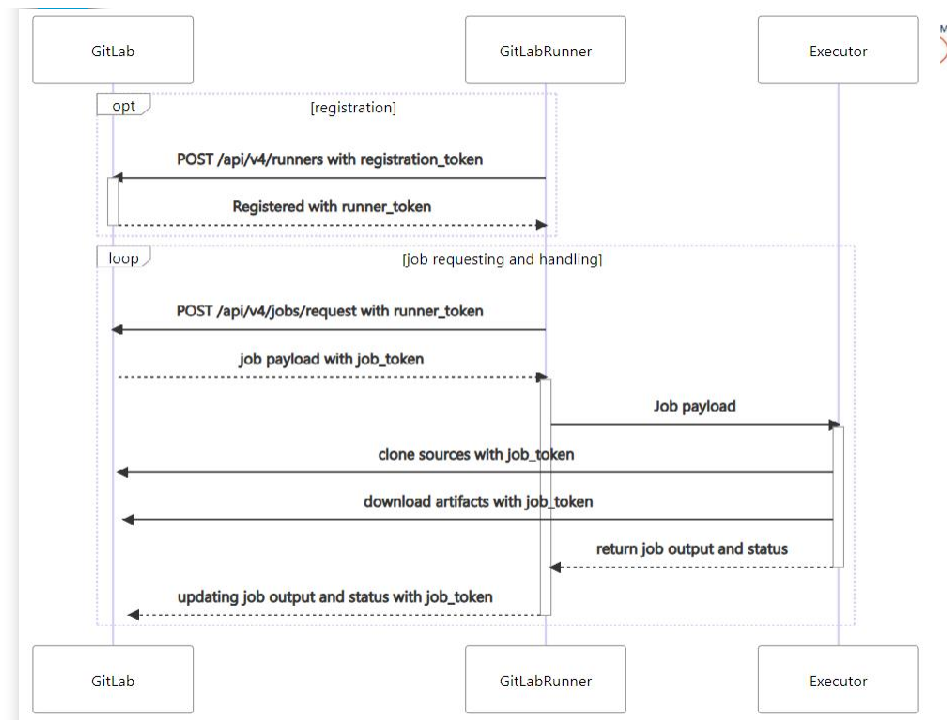 GitLab GitLabRunner Executor
opt [registration]
POST /api/v4/runners with registration_token
Registered with runner_token
loop [job requesting and handling]
POST /api/v4/jobs/request with runner_token
job payload with job_token
Job payload
clone sources with job_token
download artifacts with job_token
return job output and status
updating job output and status with job_token
GitLab GitLabRunner Executor